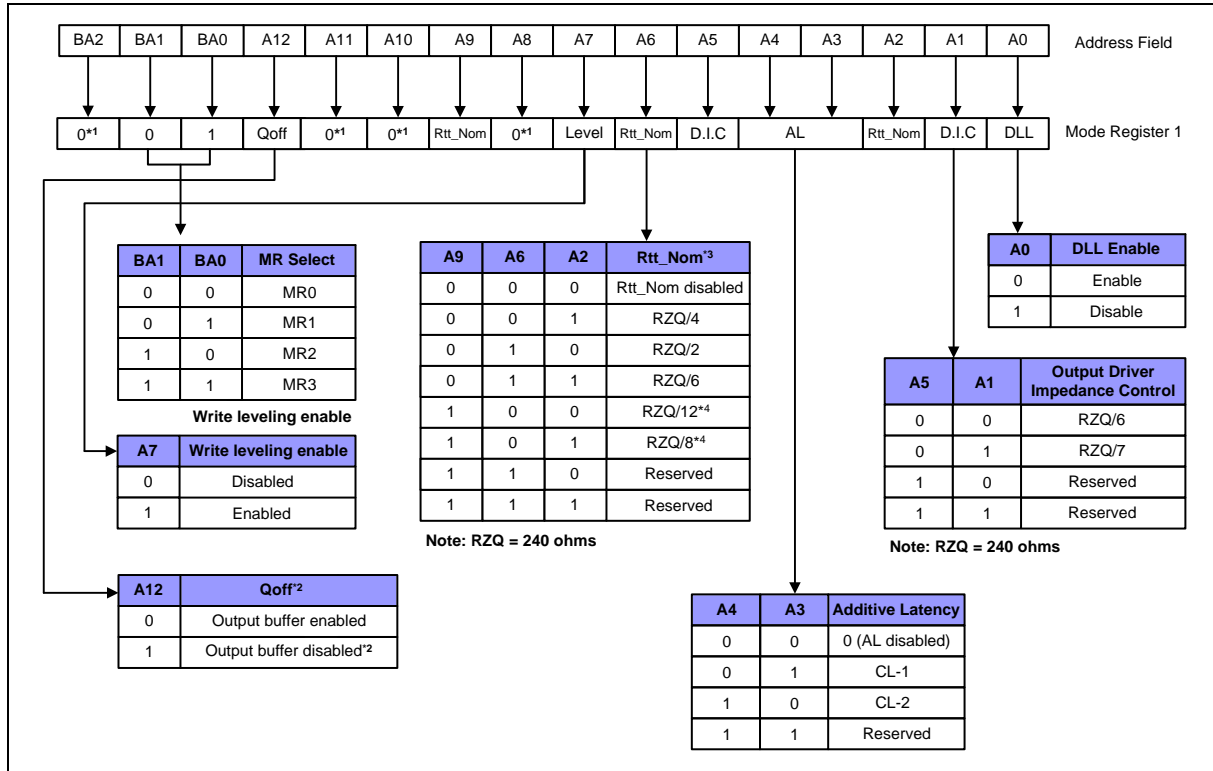 BA2 BA1 BA0 A12 A11 A10 A9 A8 A7 A6 A5 A4 A3 A2 A1 A0 Address Field
0*1 0 1 Qoff 0*1 0*1 Rtt_Nom 0*1 Level Rtt_Nom D.I.C AL Rtt_Nom D.I.C DLL Mode Register 1
BA1 BA0 MR Select
0 0 MR0
0 1 MR1
1 0 MR2
1 1 MR3
Write leveling enable
A7 Write leveling enable
0 Disabled
1 Enabled
A12 Qoff*2
0 Output buffer enabled
1 Output buffer disabled*2
A9 A6 A2 Rtt_Nom*3
0 0 0 Rtt_Nom disabled
0 0 1 RZQ/4
0 1 0 RZQ/2
0 1 1 RZQ/6
1 0 0 RZQ/12*4
1 0 1 RZQ/8*4
1 1 0 Reserved
1 1 1 Reserved
Note: RZQ = 240 ohms
A4 A3 Additive Latency
0 0 0 (AL disabled)
0 1 CL-1
1 0 CL-2
1 1 Reserved
A0 DLL Enable
0 Enable
1 Disable
A5 A1 Output Driver
Impedance Control
0 0 RZQ/6
0 1 RZQ/7
1 0 Reserved
1 1 Reserved
Note: RZQ = 240 ohms